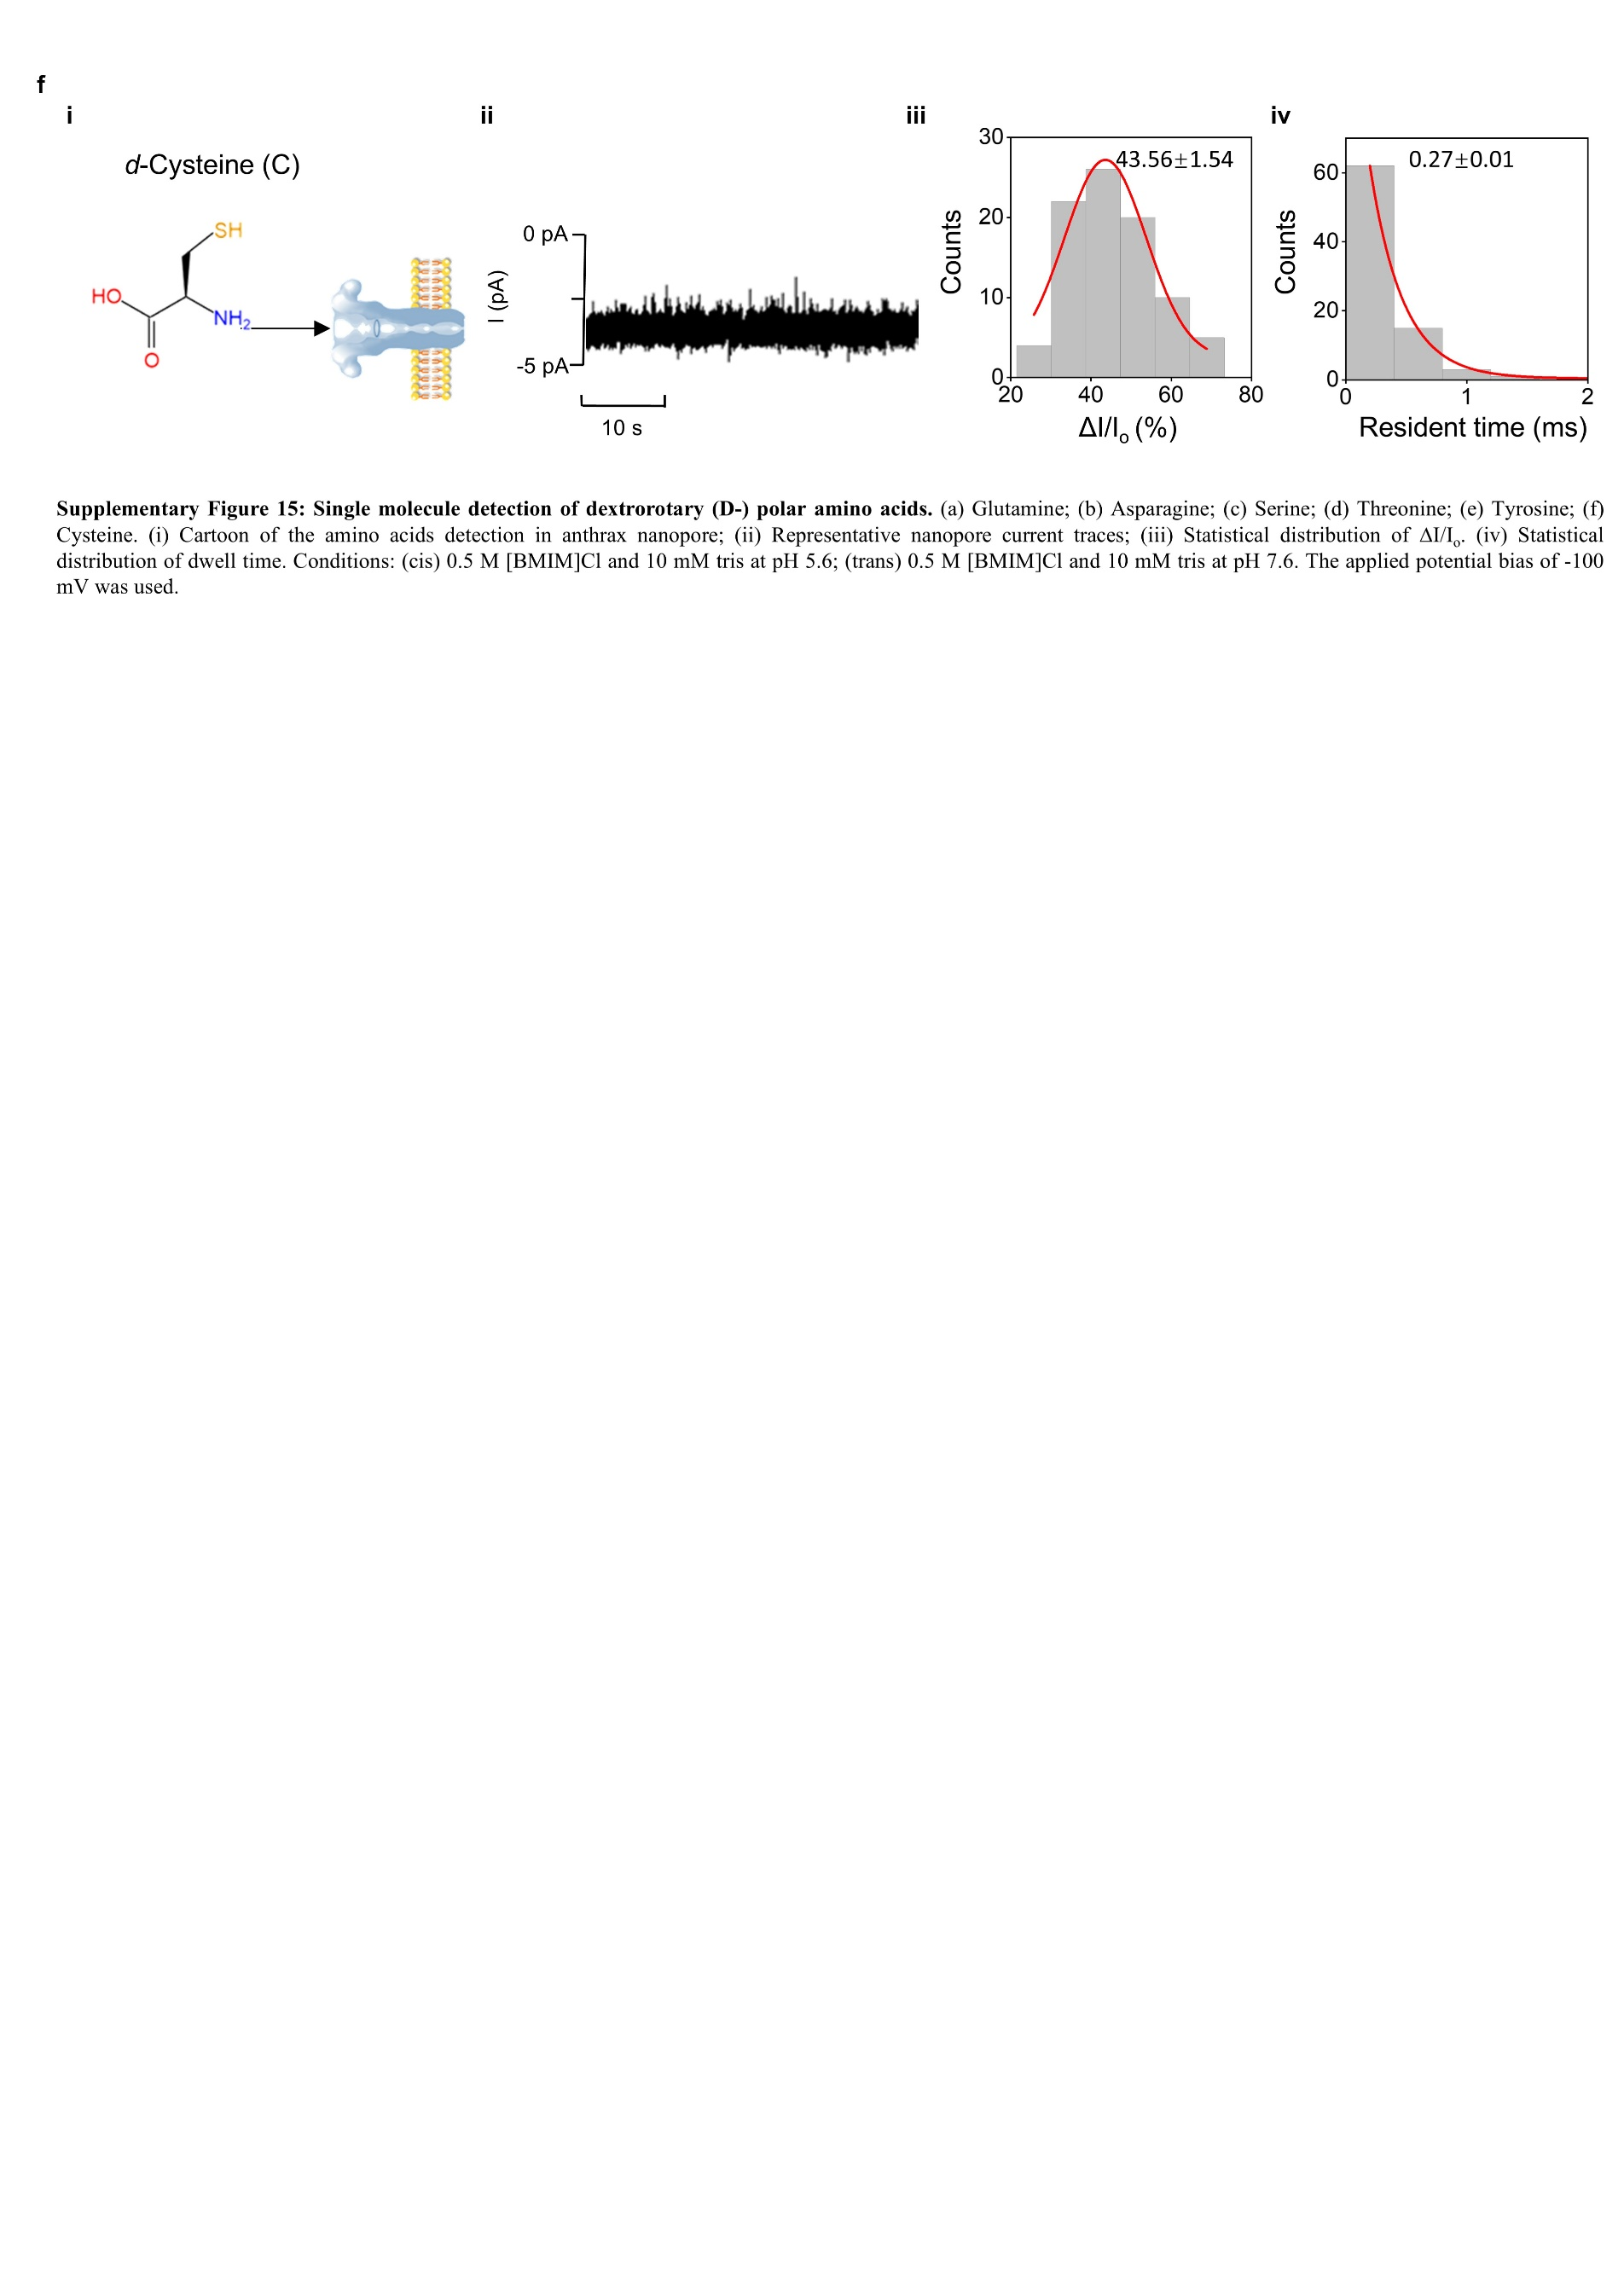 f
i
ii
iii
iv
d-Cysteine (C)
SH
HO
NH2
O
0 pA
I (pA)
-5 pA
10 s
30
20
10
0
Counts
43.56±1.54
20 40 60 80
ΔI/Io (%)
60
40
20
0
Counts
0.27±0.01
0 1 2
Resident time (ms)
Supplementary Figure 15: Single molecule detection of dextrorotary (D-) polar amino acids. (a) Glutamine; (b) Asparagine; (c) Serine; (d) Threonine; (e) Tyrosine; (f)
Cysteine. (i) Cartoon of the amino acids detection in anthrax nanopore; (ii) Representative nanopore current traces; (iii) Statistical distribution of ΔI/Io. (iv) Statistical
distribution of dwell time. Conditions: (cis) 0.5 M [BMIM]Cl and 10 mM tris at pH 5.6; (trans) 0.5 M [BMIM]Cl and 10 mM tris at pH 7.6. The applied potential bias of -100
mV was used.